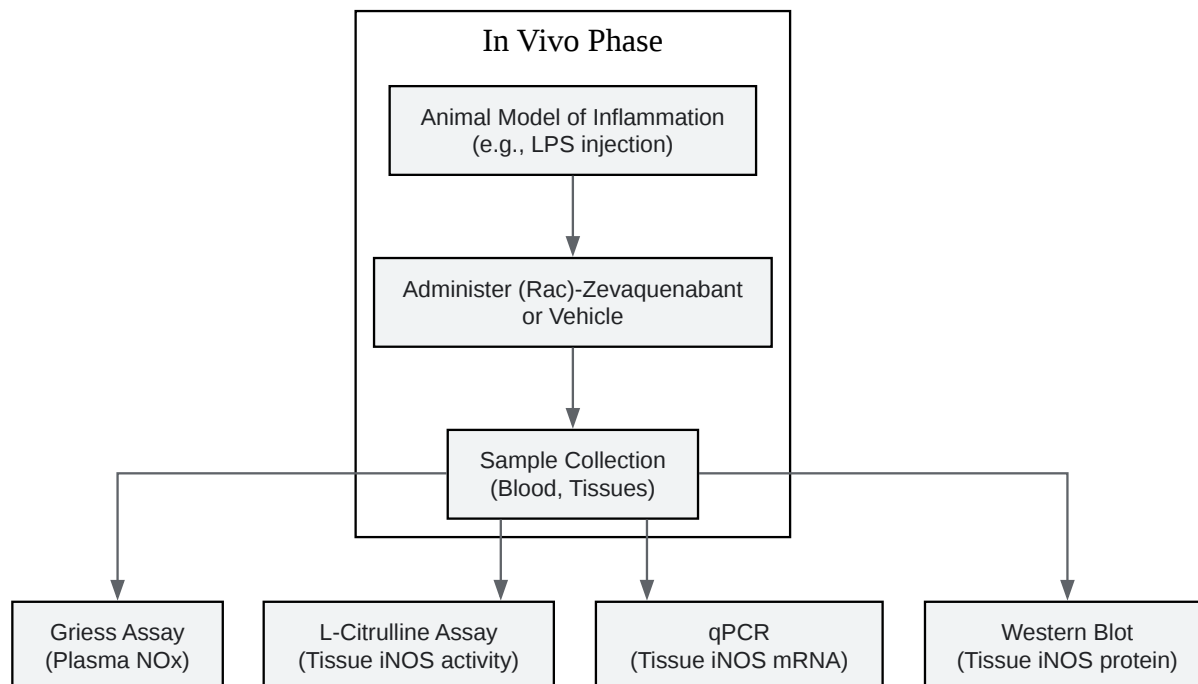 In Vivo Phase
Animal Model of Inflammation
(e.g., LPS injection)
Administer (Rac)-Zevaquenabant
or Vehicle
Sample Collection
(Blood, Tissues)
Griess Assay
(Plasma NOx)
L-Citrulline Assay
(Tissue iNOS activity)
qPCR
(Tissue iNOS mRNA)
Western Blot
(Tissue iNOS protein)